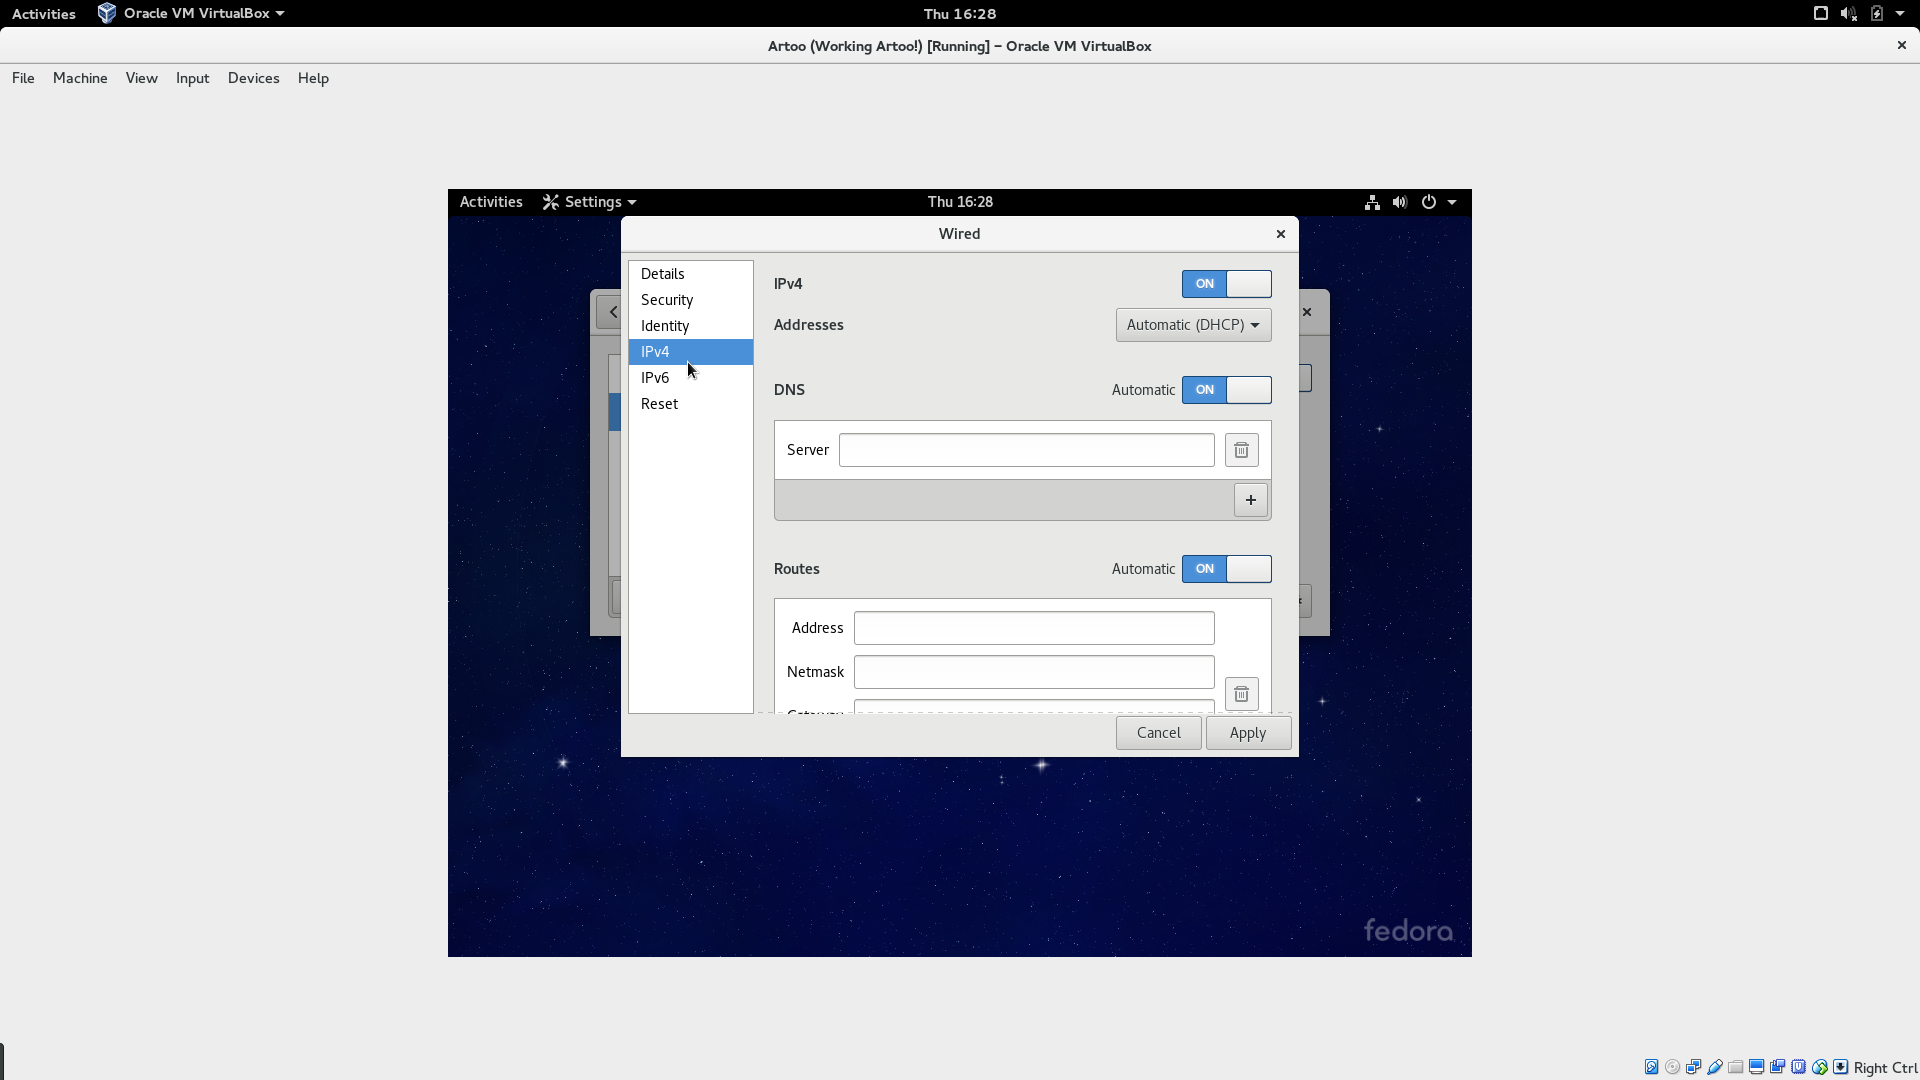 Activities Oracle VM VirtualBox Thu 16:28
Artoo (Working Artoo!) [Running] – Oracle VM VirtualBox
File Machine View Input Devices Help
Activities Settings Thu 16:28
Wired
Details
Security
Identity
IPv4
IPv6
Reset
IPv4 ON
Addresses Automatic (DHCP)
DNS Automatic ON
Server
Routes Automatic ON
Address
Netmask
Gateway
Cancel Apply
fedora
Right Ctrl